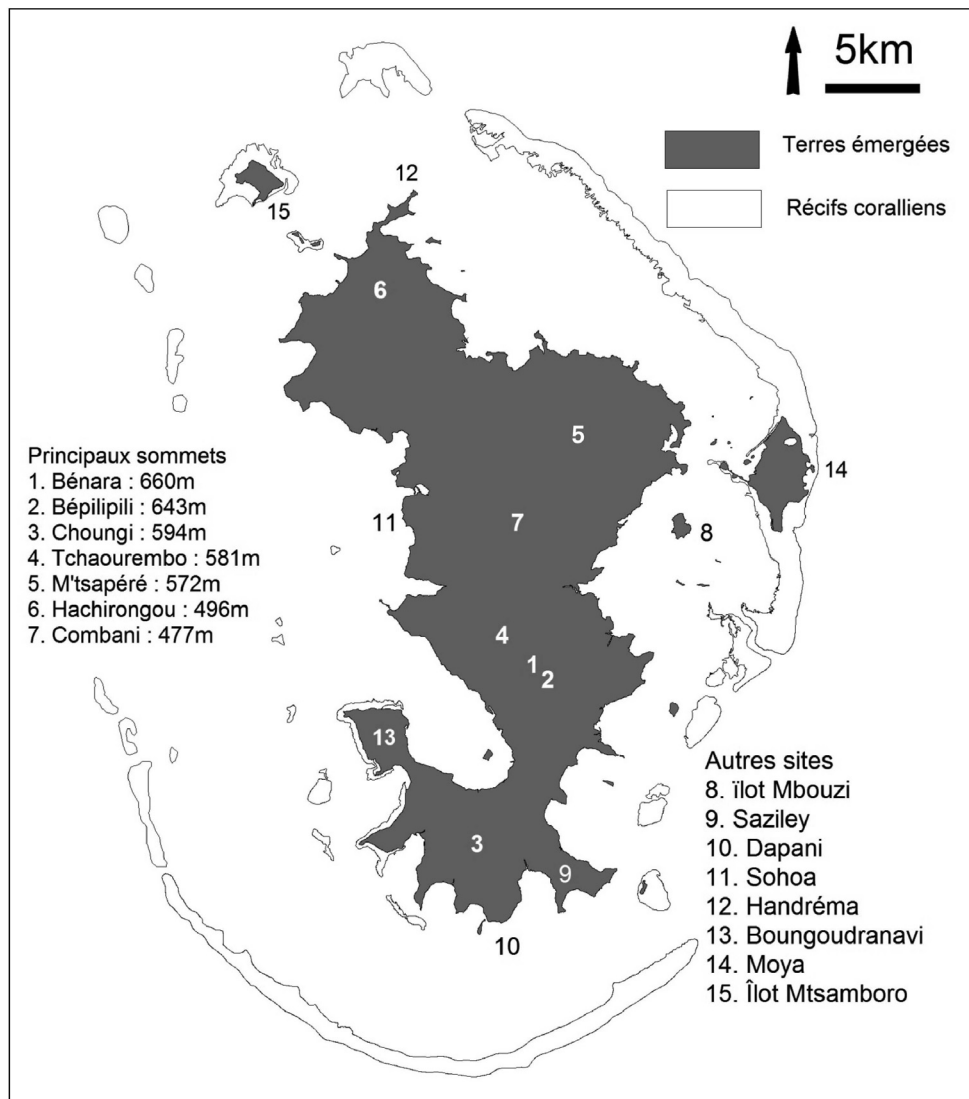 5km
Terres émergées
Récifs coralliens
12
15
6
5
14
11
7
8
4
1
2
13
3
9
10
Principaux sommets
1. Bénara : 660m
2. Bépilipili : 643m
3. Choungi : 594m
4. Tchaourembo : 581m
5. M'tsapéré : 572m
6. Hachirongou : 496m
7. Combani : 477m
Autres sites
8. ïlot Mbouzi
9. Saziley
10. Dapani
11. Sohoa
12. Handréma
13. Boungoudranavi
14. Moya
15. Îlot Mtsamboro